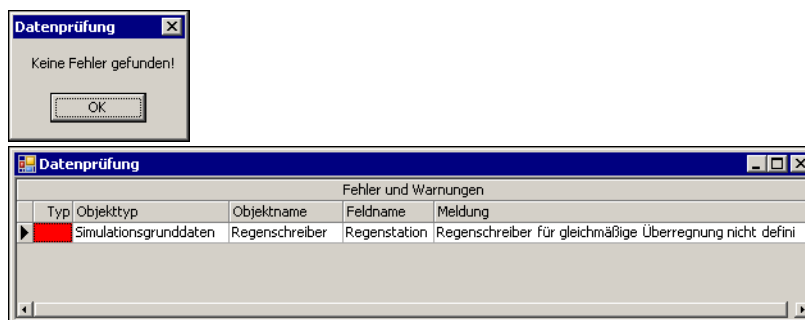 Datenprüfung
Keine Fehler gefunden!
OK
Datenprüfung
Fehler und Warnungen
Typ Objekttyp Objektname Feldname Meldung
Simulationsgrunddaten Regenschreiber Regenstation Regenschreiber für gleichmäßige Überregnung nicht defini